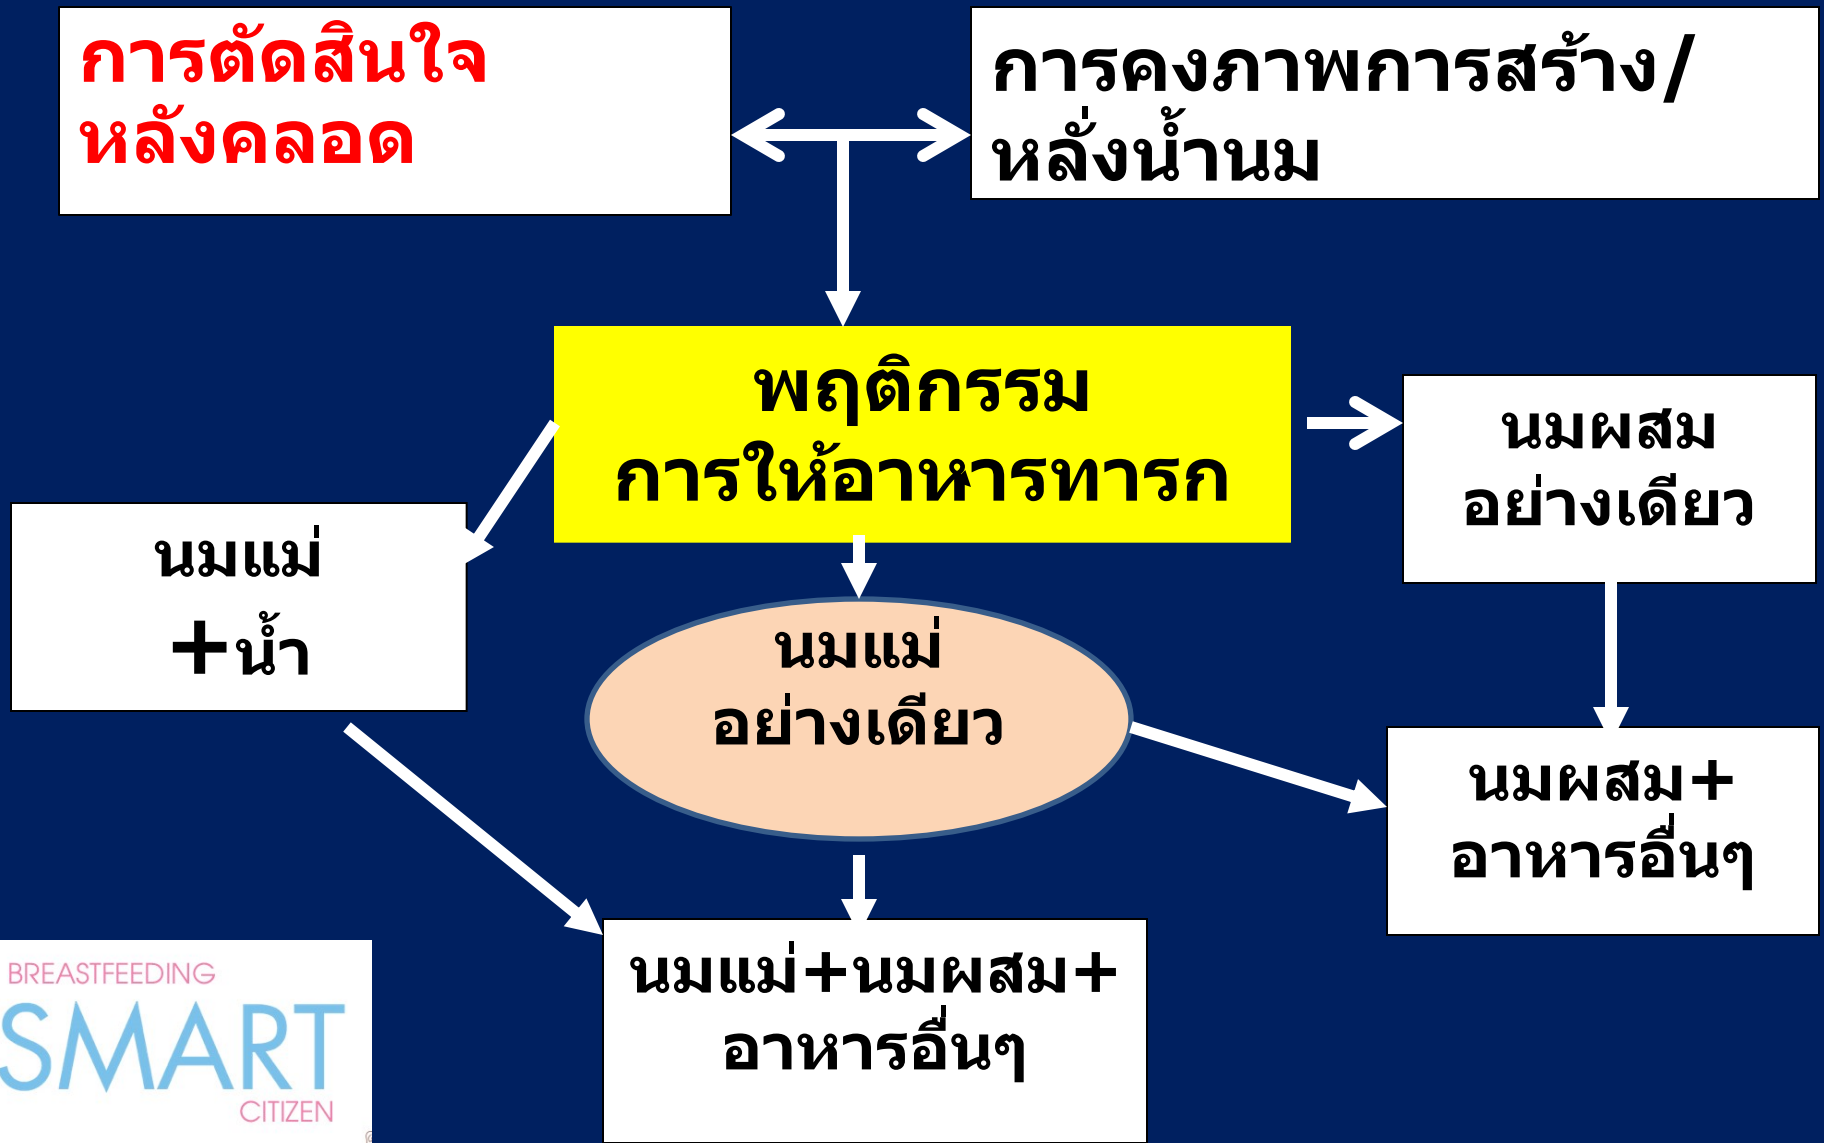 การตัดสินใจ
หลังคลอด
การคงภาพการสร้าง/
หลั่งน้ำนม
พฤติกรรม
การให้อาหารทารก
นมผสม
อย่างเดียว
นมแม่
+น้ำ
นมแม่
อย่างเดียว
นมผสม+
อาหารอื่นๆ
นมแม่+นมผสม+
อาหารอื่นๆ
BREASTFEEDING
SMART
CITIZEN